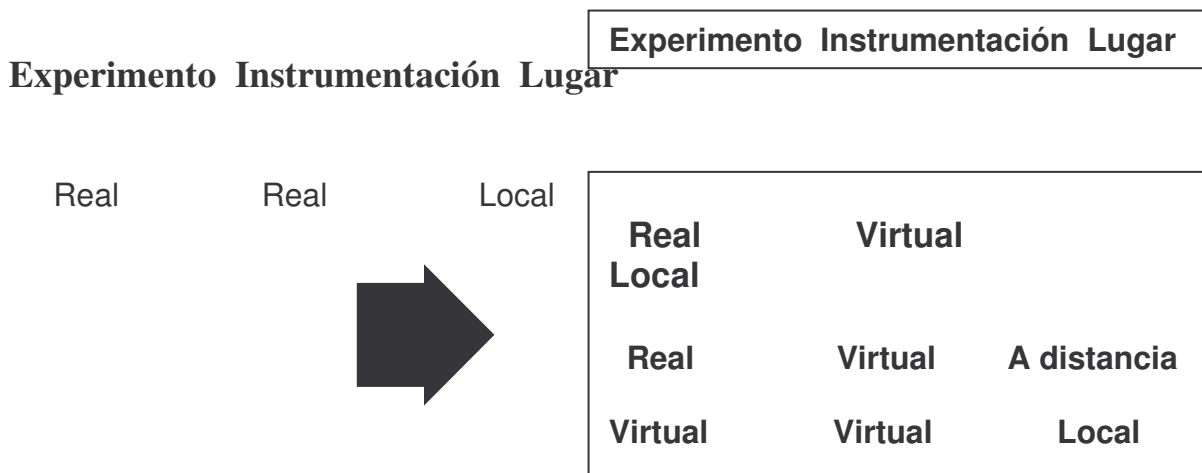 Experimento Instrumentación Lugar
Real Real Local
Experimento Instrumentación Lugar
Real Virtual
Local
Real Virtual A distancia
Virtual Virtual Local